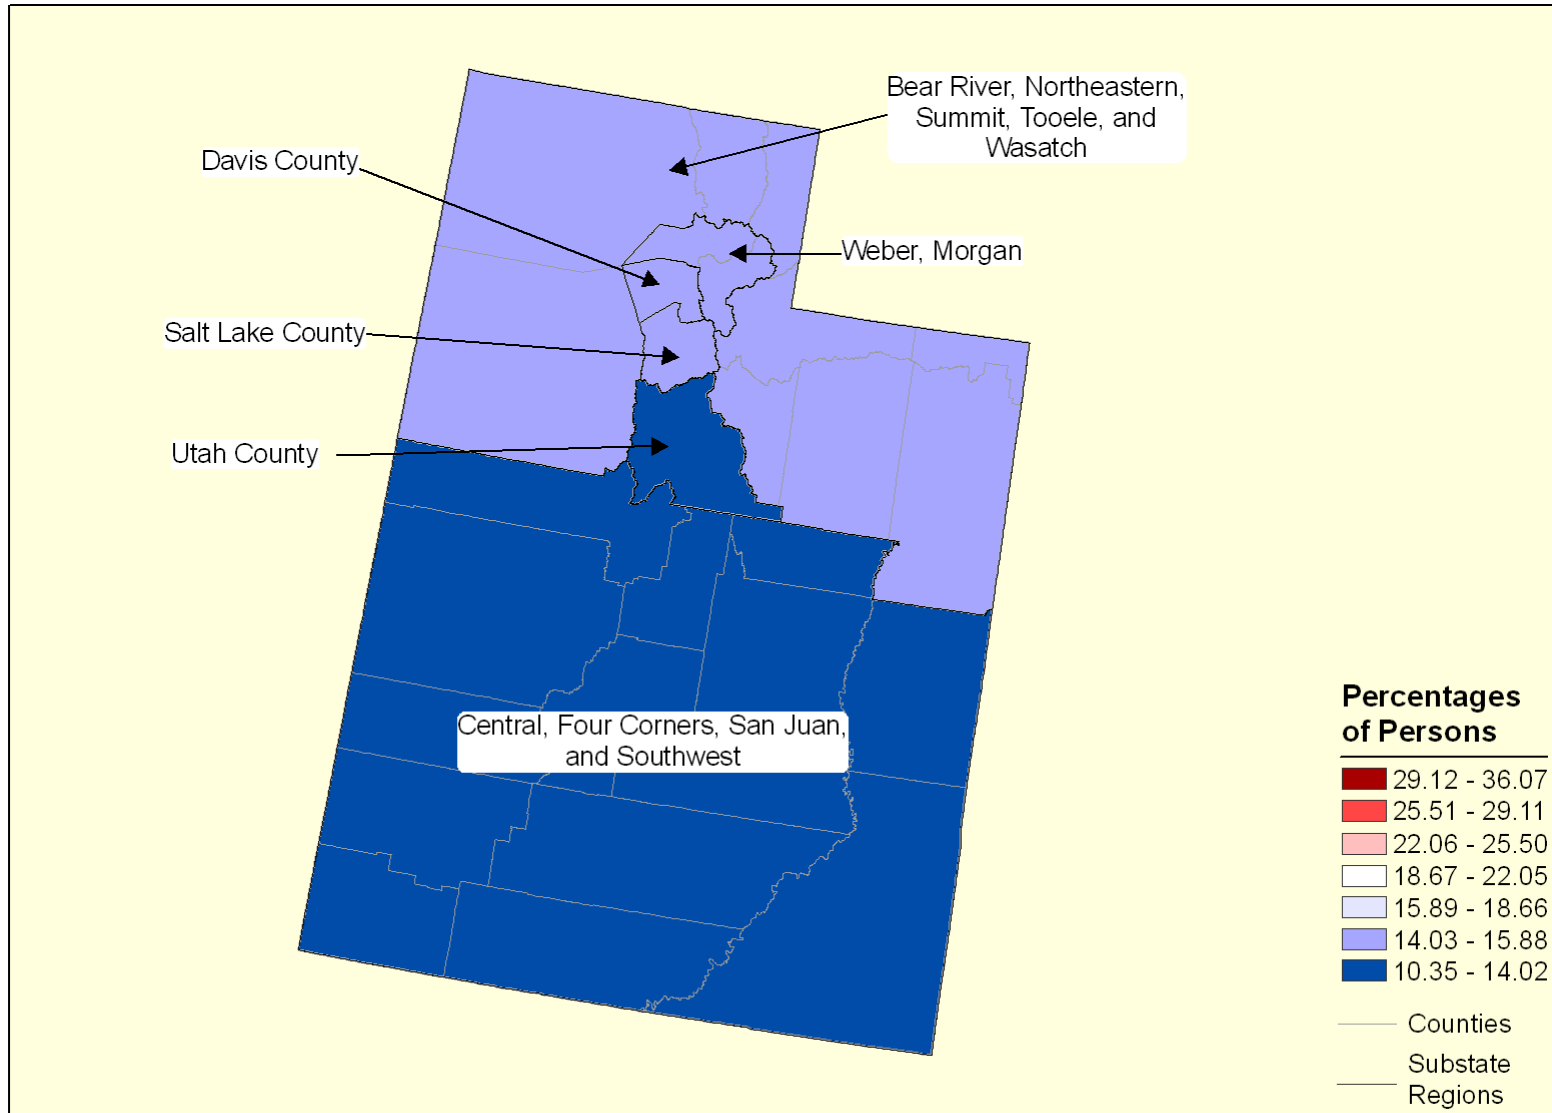 Bear River, Northeastern,
Summit, Tooele, and
Wasatch
Davis County
Weber, Morgan
Salt Lake County
Utah County
Central, Four Corners, San Juan,
and Southwest
Percentages
of Persons
29.12 - 36.07
25.51 - 29.11
22.06 - 25.50
18.67 - 22.05
15.89 - 18.66
14.03 - 15.88
10.35 - 14.02
Counties
Substate
Regions